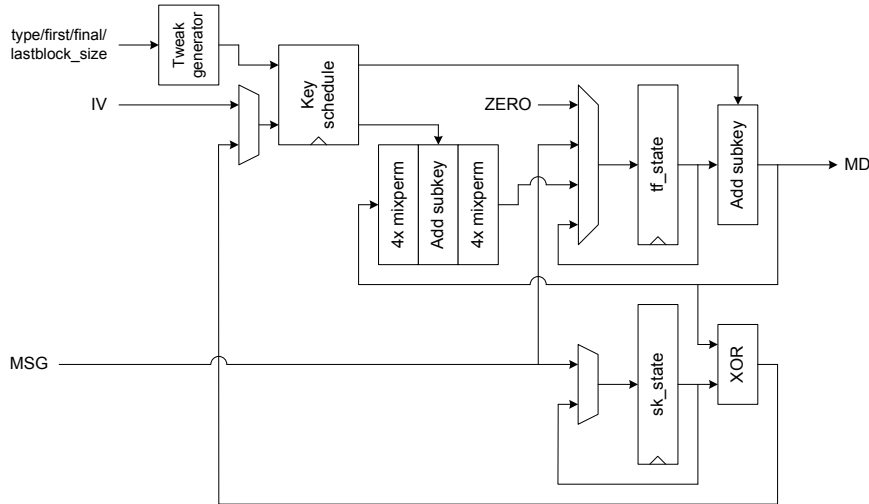 type/first/final/
lastblock_size
Tweak
generator
IV
Key
schedule
ZERO
4x mixperm
Add subkey
4x mixperm
tf_state
Add subkey
MD
MSG
sk_state
XOR